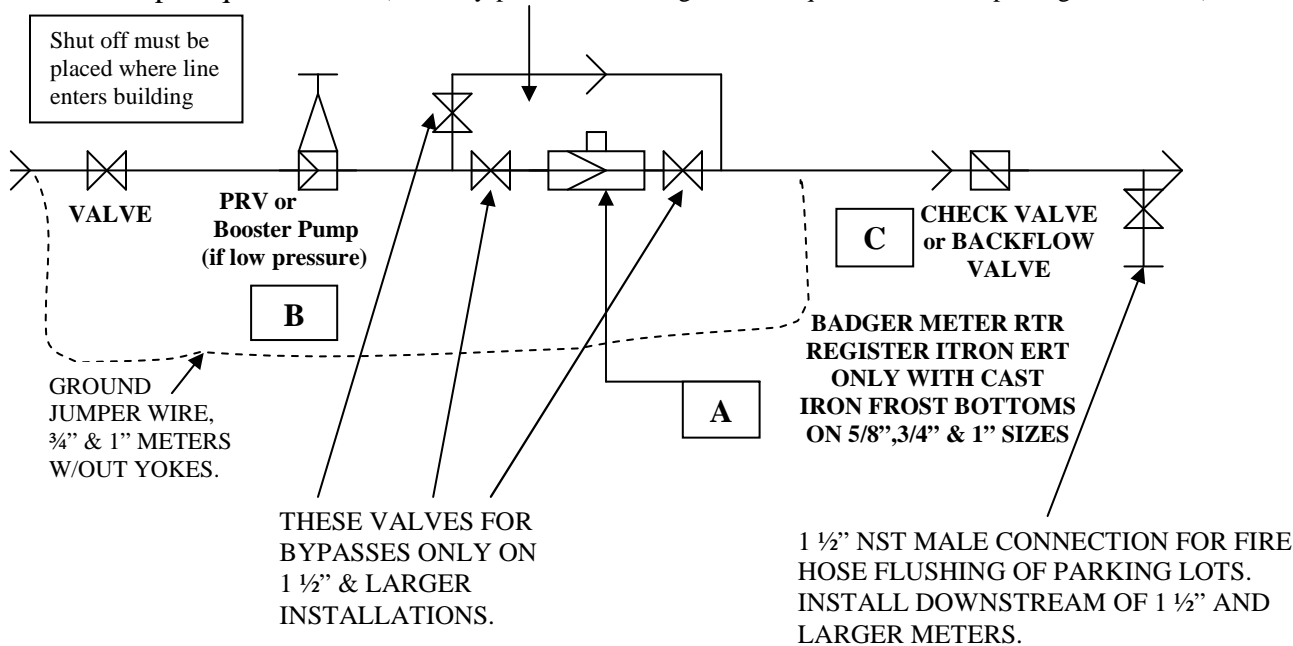 Shut off must be
placed where line
enters building
VALVE
PRV or
Booster Pump
(if low pressure)
B
C
CHECK VALVE
or BACKFLOW
VALVE
GROUND
JUMPER WIRE,
¾” & 1” METERS
W/OUT YOKES.
A
BADGER METER RTR
REGISTER ITRON ERT
ONLY WITH CAST
IRON FROST BOTTOMS
ON 5/8”,3/4” & 1” SIZES
THESE VALVES FOR
BYPASSES ONLY ON
1 ½” & LARGER
INSTALLATIONS.
1 ½” NST MALE CONNECTION FOR FIRE
HOSE FLUSHING OF PARKING LOTS.
INSTALL DOWNSTREAM OF 1 ½” AND
LARGER METERS.